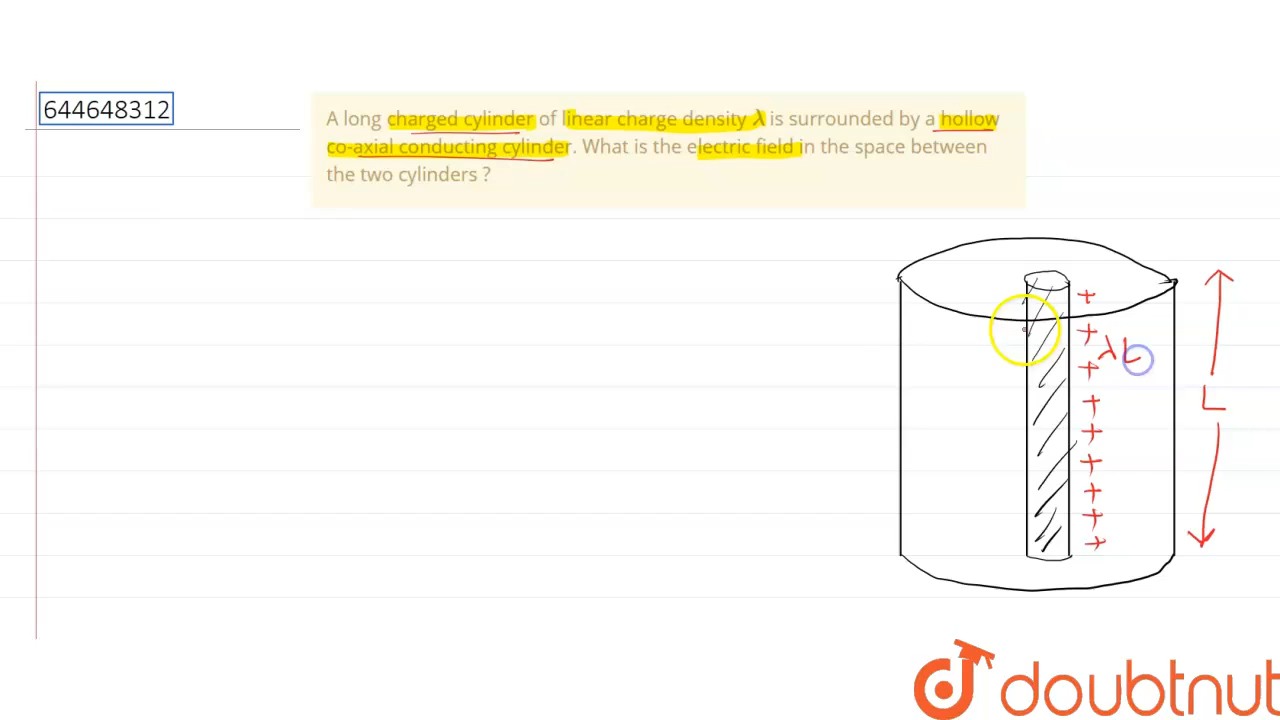 644648312
A long charged cylinder of linear charge density λ is surrounded by a hollow
co-axial conducting cylinder. What is the electric field in the space between
the two cylinders ?
+
+
λL
+
+
L
+
+
+
+
+
doubtnut